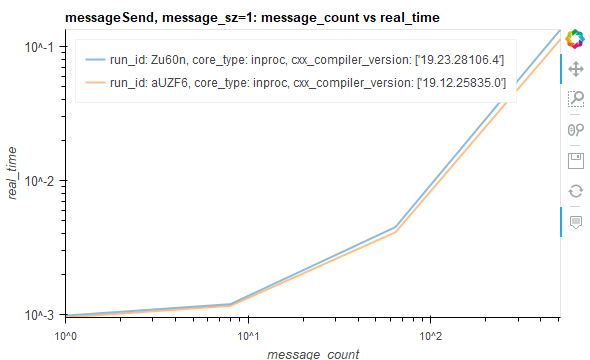 messageSend, message_sz=1: message_count vs real_time
run_id: Zu60n, core_type: inproc, cxx_compiler_version: ['19.23.28106.4']
run_id: aUZF6, core_type: inproc, cxx_compiler_version: ['19.12.25835.0']
10^-1
10^-2
10^-3
real_time
10^0
10^1
10^2
message_count